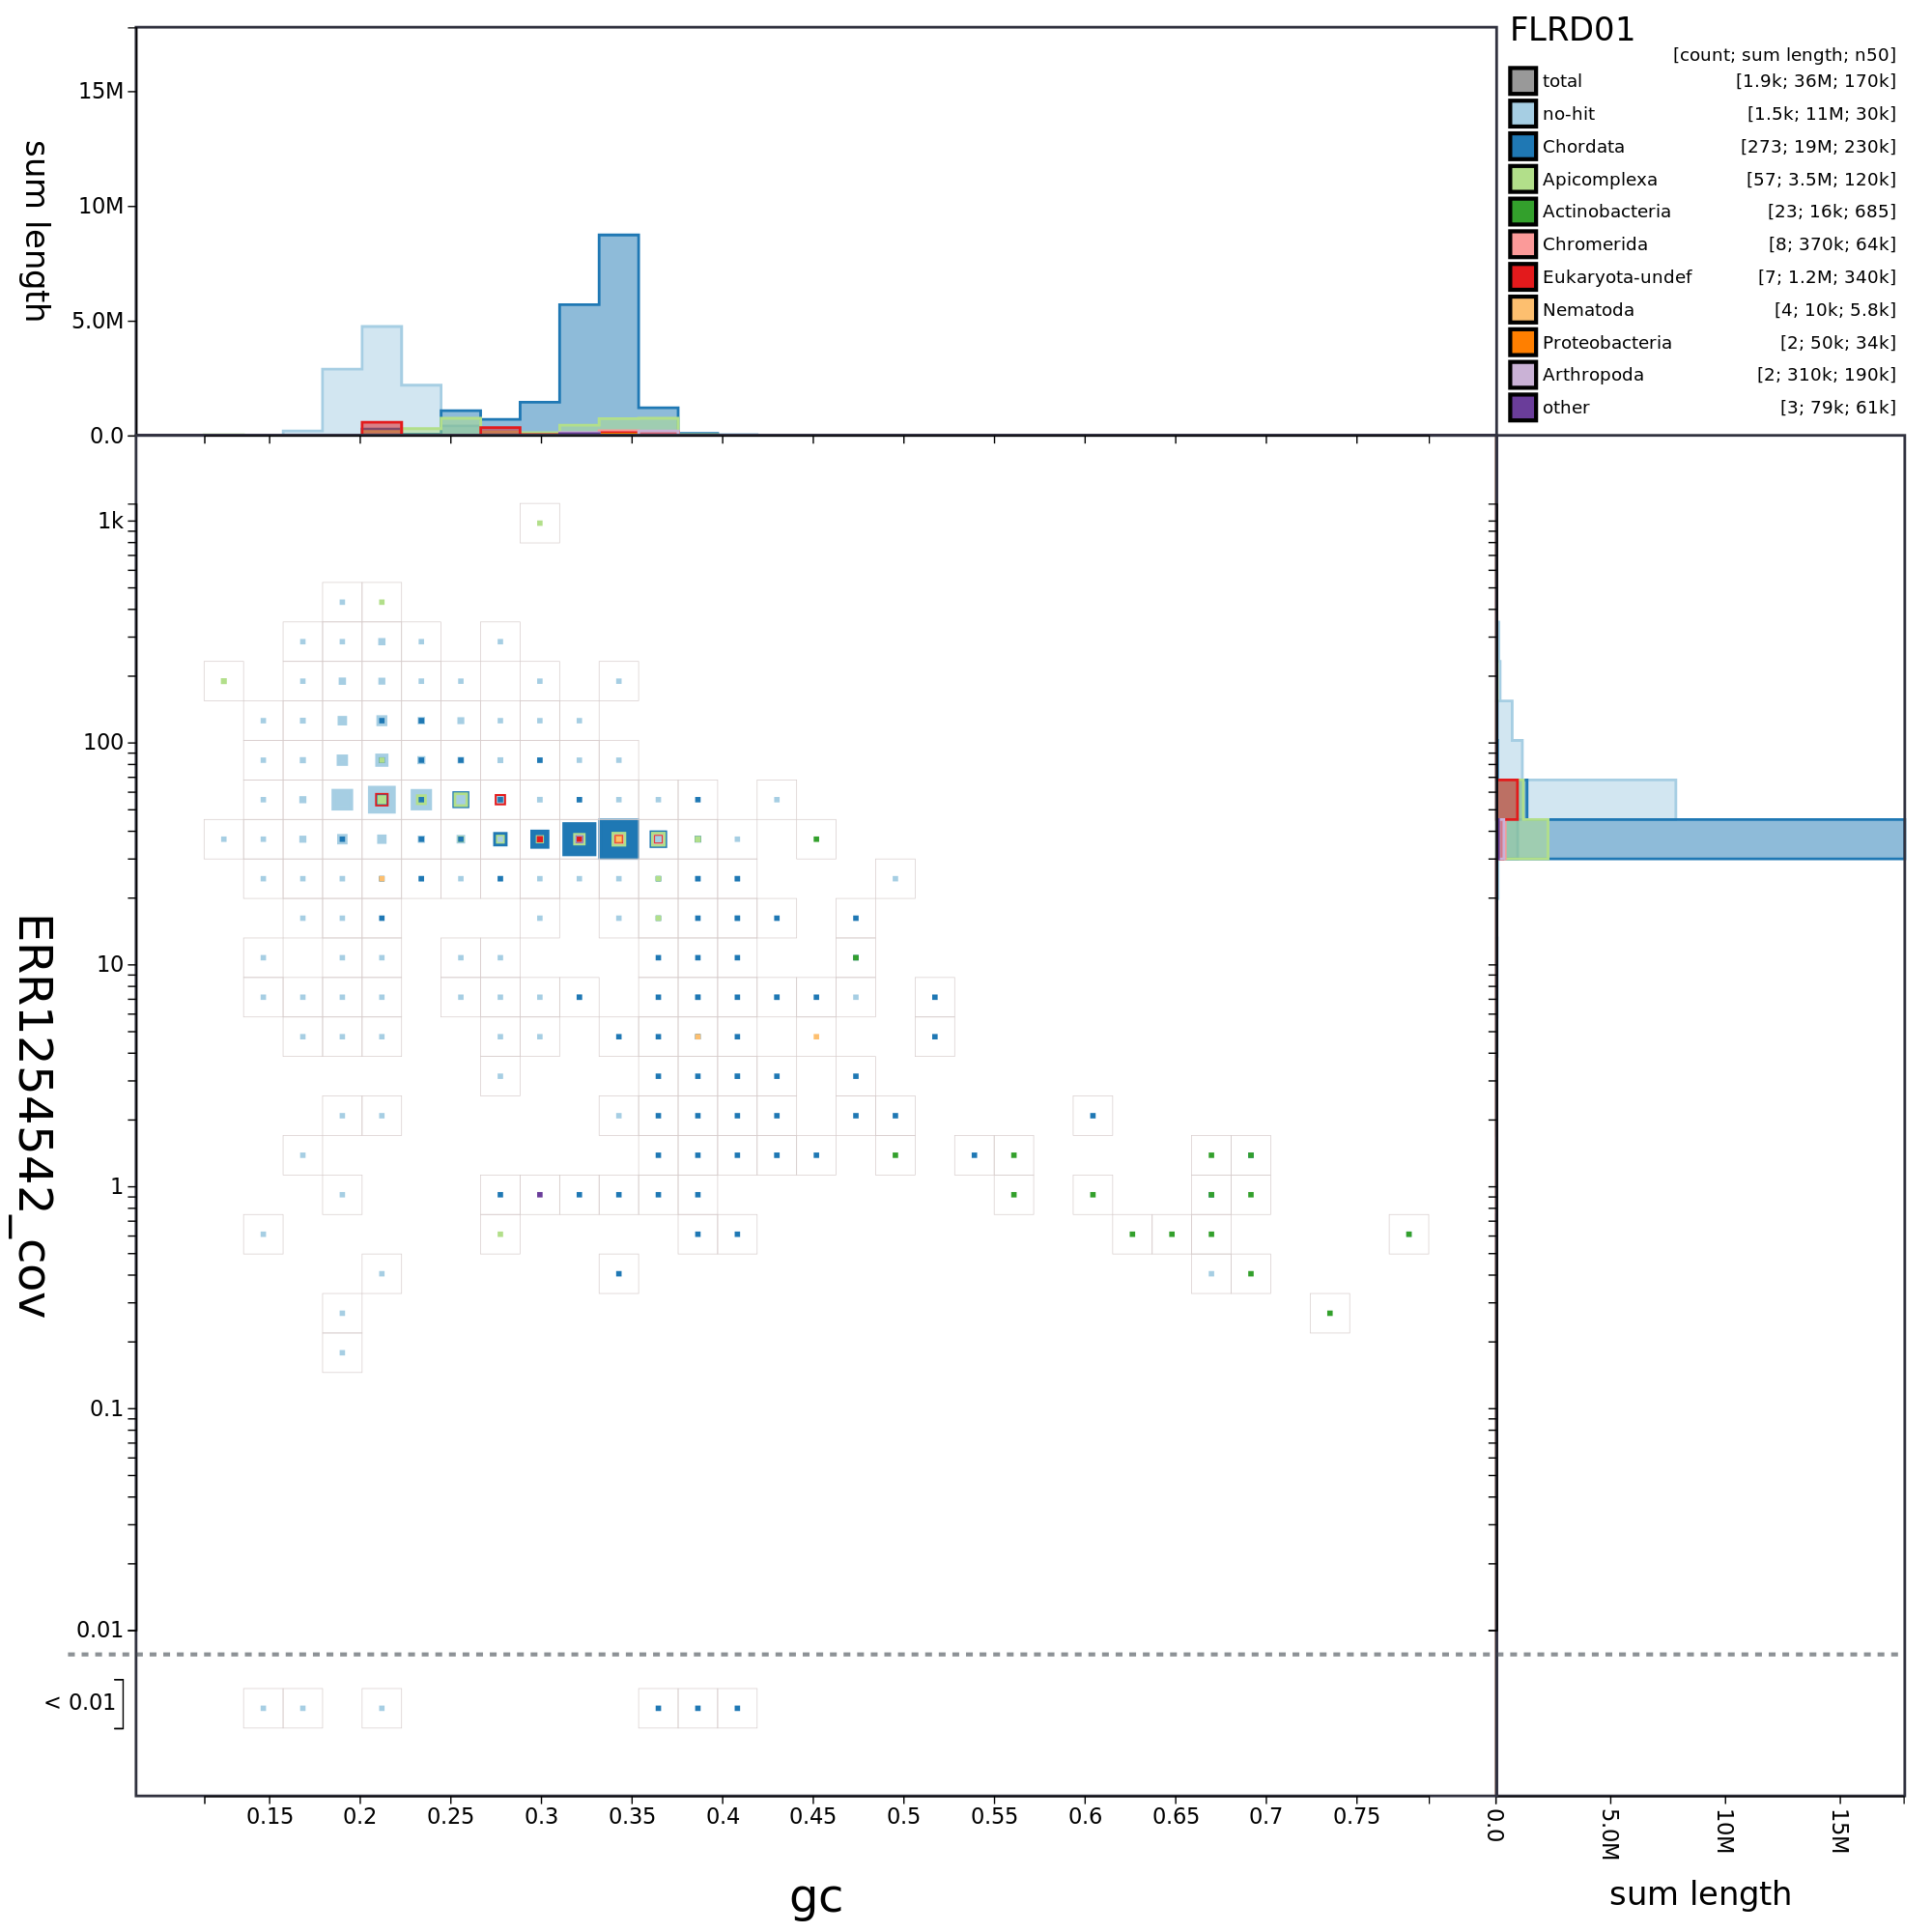 FLRD01
[count; sum length; n50]
total [1.9k; 36M; 170k]
no-hit [1.5k; 11M; 30k]
Chordata [273; 19M; 230k]
Apicomplexa [57; 3.5M; 120k]
Actinobacteria [23; 16k; 685]
Chromerida [8; 370k; 64k]
Eukaryota-undef [7; 1.2M; 340k]
Nematoda [4; 10k; 5.8k]
Proteobacteria [2; 50k; 34k]
Arthropoda [2; 310k; 190k]
other [3; 79k; 61k]
sum length
15M
10M
5.0M
0.0
ERR1254542_cov
1k
100
10
1
0.1
0.01
< 0.01
0.15 0.2 0.25 0.3 0.35 0.4 0.45 0.5 0.55 0.6 0.65 0.7 0.75
gc
0.0 5.0M 10M 15M
sum length